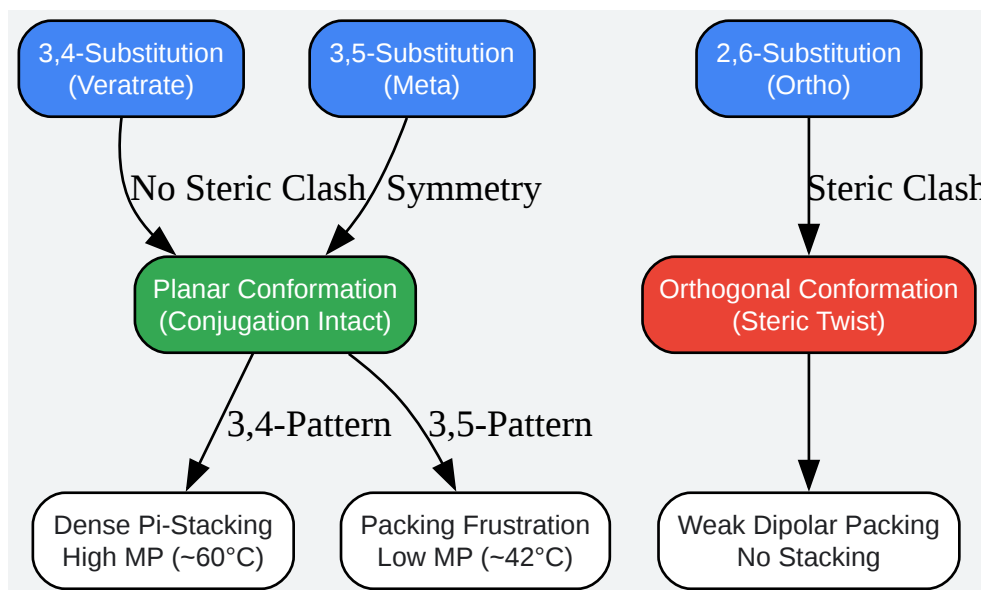 3,4-Substitution
(Veratrate)
3,5-Substitution
(Meta)
2,6-Substitution
(Ortho)
No Steric Clash
Symmetry
Steric Clash
Planar Conformation
(Conjugation Intact)
Orthogonal Conformation
(Steric Twist)
3,4-Pattern
3,5-Pattern
Dense Pi-Stacking
High MP (~60°C)
Packing Frustration
Low MP (~42°C)
Weak Dipolar Packing
No Stacking